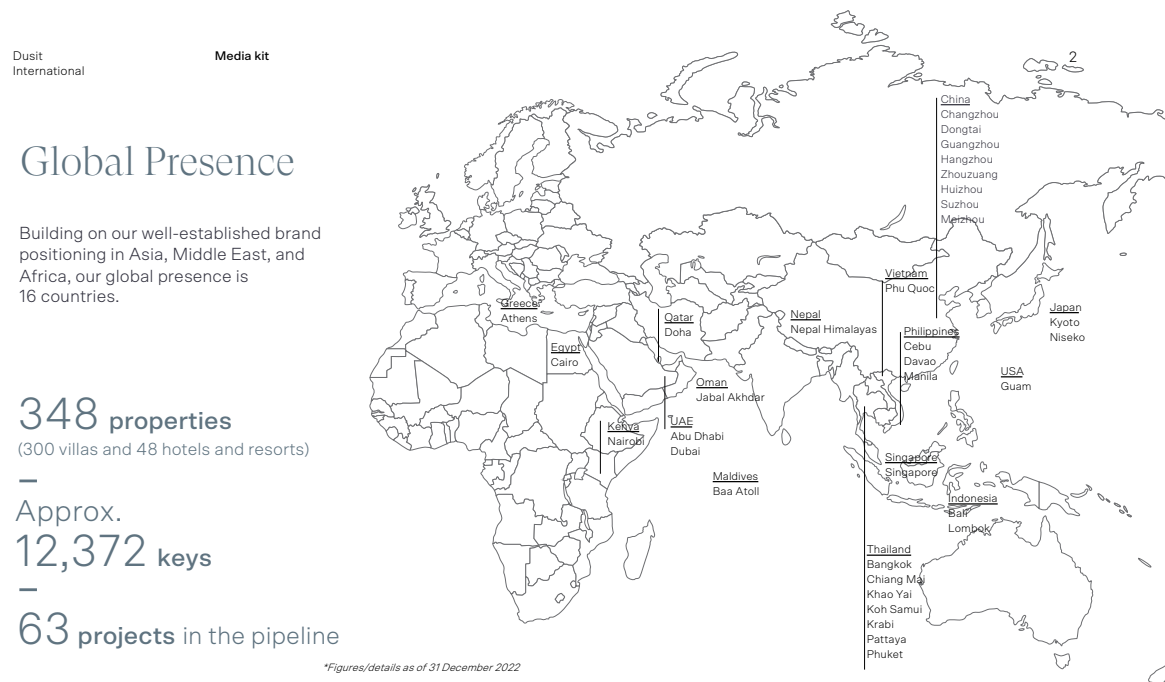 Dusit
International
Media kit
2
Global Presence
Building on our well-established brand
positioning in Asia, Middle East, and
Africa, our global presence is
16 countries.
348 properties
(300 villas and 48 hotels and resorts)
Approx.
12,372 keys
63 projects in the pipeline
*Figures/details as of 31 December 2022
Greece
Athens
Egypt
Cairo
Kenya
Nairobi
Qatar
Doha
Oman
Jabal Akhdar
UAE
Abu Dhabi
Dubai
Maldives
Baa Atoll
Nepal
Nepal Himalayas
China
Changzhou
Dongtai
Guangzhou
Hangzhou
Zhouzuang
Huizhou
Suzhou
Meizhou
Vietnam
Phu Quoc
Philippines
Cebu
Davao
Manila
Japan
Kyoto
Niseko
USA
Guam
Singapore
Singapore
Indonesia
Bali
Lombok
Thailand
Bangkok
Chiang Mai
Khao Yai
Koh Samui
Krabi
Pattaya
Phuket